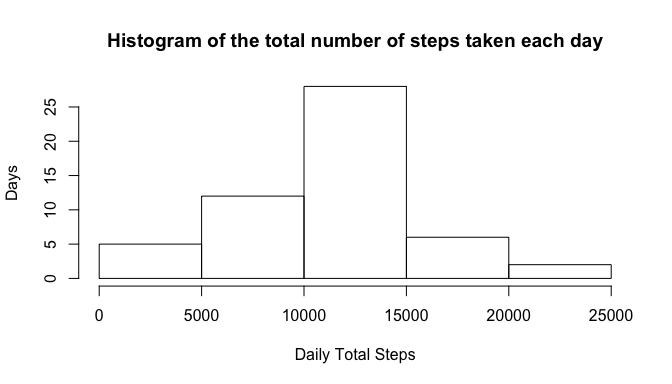 Histogram of the total number of steps taken each day
Days
25
20
15
10
5
0
0 5000 10000 15000 20000 25000
Daily Total Steps